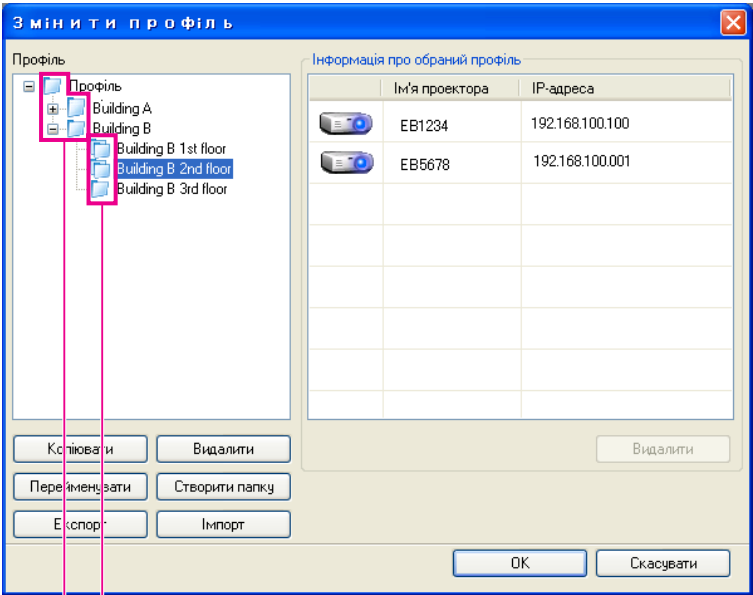 Змінити профіль
Профіль
Профіль
Building A
Building B
Building B 1st floor
Building B 2nd floor
Building B 3rd floor
Інформація про обраний профіль
Ім'я проектора IP-адреса
EB1234 192.168.100.100
EB5678 192.168.100.001
Копіювати Видалити
Перейменувати Створити папку
Експорт Імпорт
Видалити
OK Скасувати